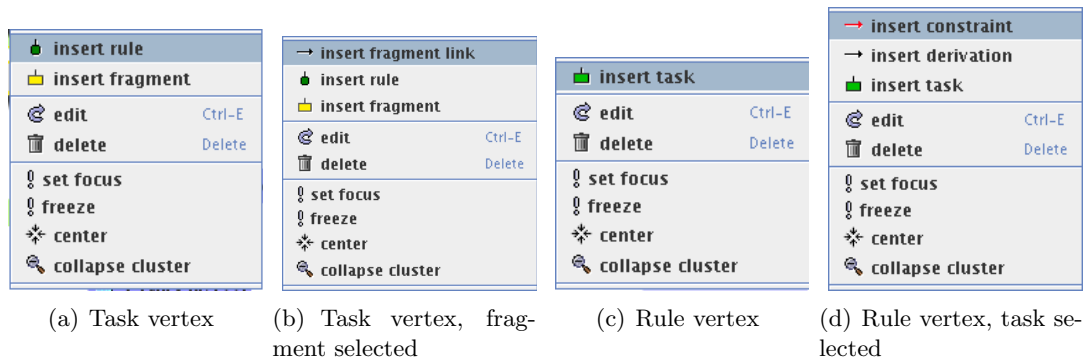 insert rule
insert fragment
edit Ctrl-E
delete Delete
set focus
freeze
center
collapse cluster
(a) Task vertex
insert fragment link
insert rule
insert fragment
edit Ctrl-E
delete Delete
set focus
freeze
center
collapse cluster
(b) Task vertex, frag-
ment selected
insert task
edit Ctrl-E
delete Delete
set focus
freeze
center
collapse cluster
(c) Rule vertex
insert constraint
insert derivation
insert task
edit Ctrl-E
delete Delete
set focus
freeze
center
collapse cluster
(d) Rule vertex, task se-
lected